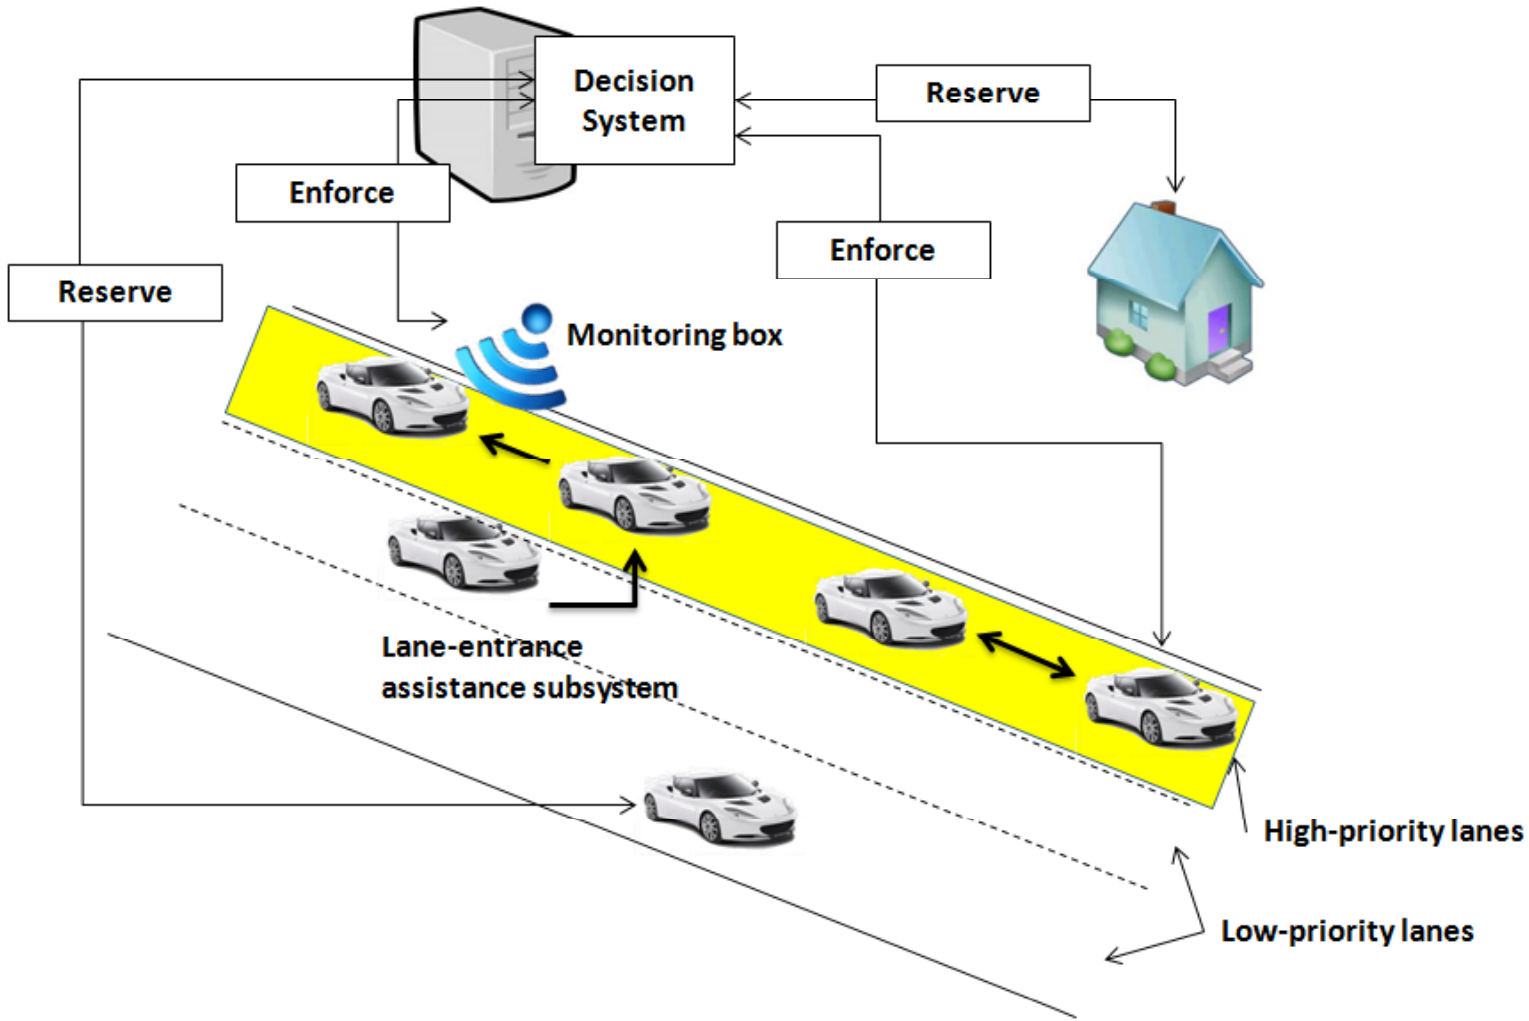 Decision
System
Reserve
Enforce
Enforce
Reserve
Monitoring box
Lane-entrance
assistance subsystem
High-priority lanes
Low-priority lanes